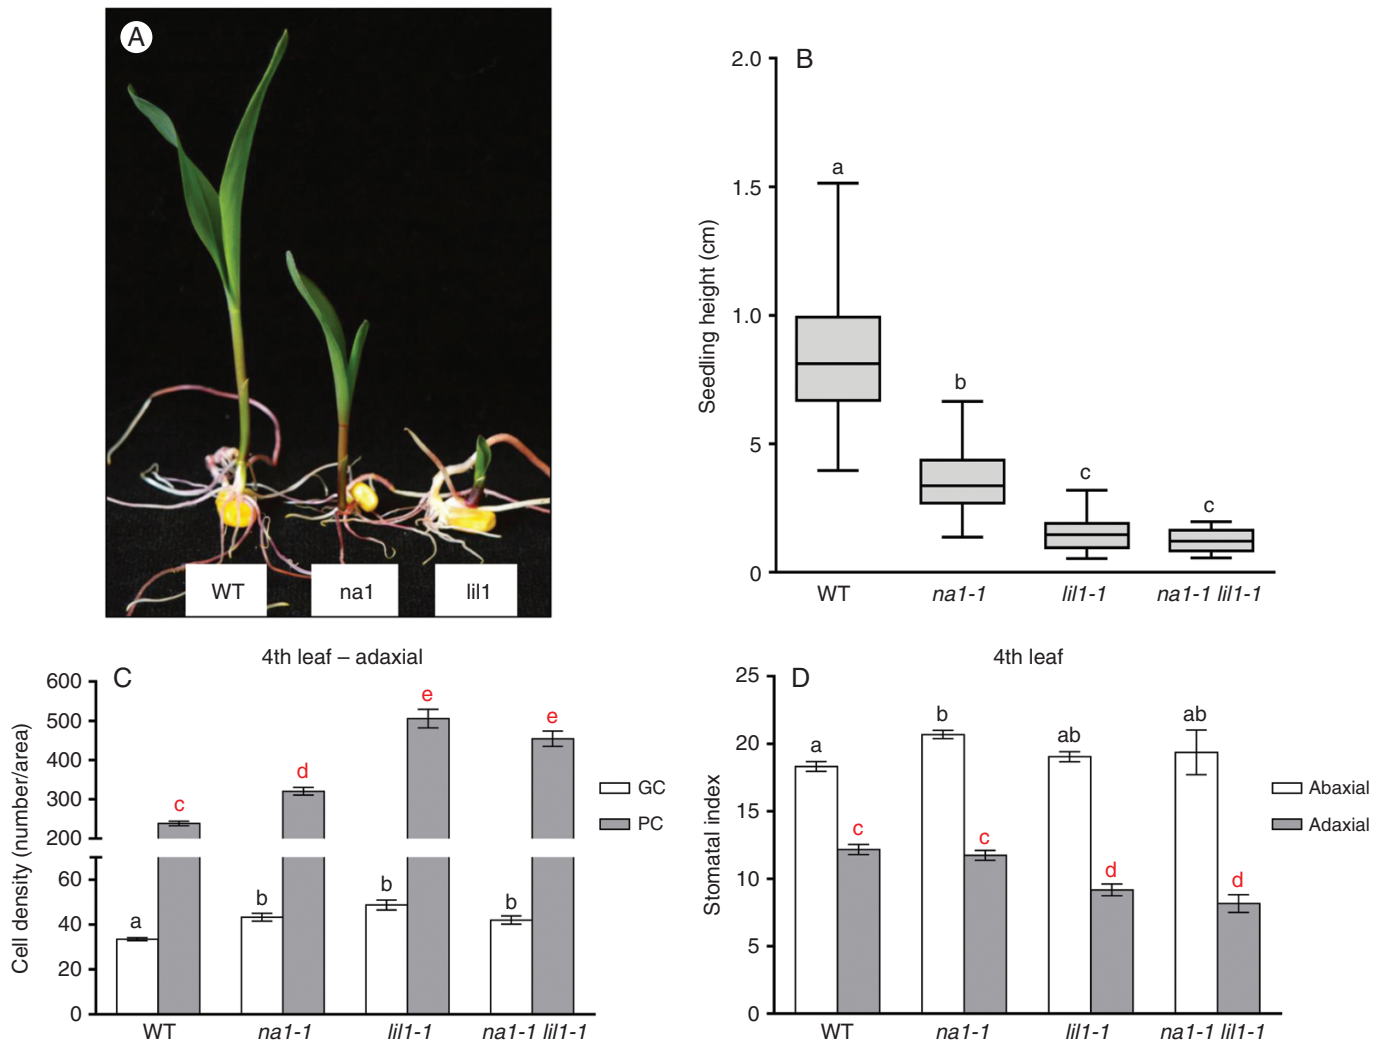 A
WT
na1
lil1
B
Seedling height (cm)
2.0
1.5
1.0
5
0
a
b
c
c
WT
na1-1
lil1-1
na1-1 lil1-1
4th leaf – adaxial
C
Cell density (number/area)
600
500
400
300
200
60
40
20
0
a
c
b
d
b
e
b
e
GC
PC
WT
na1-1
lil1-1
na1-1 lil1-1
4th leaf
D
Stomatal index
25
20
15
10
5
0
a
c
b
c
ab
d
ab
d
Abaxial
Adaxial
WT
na1-1
lil1-1
na1-1 lil1-1